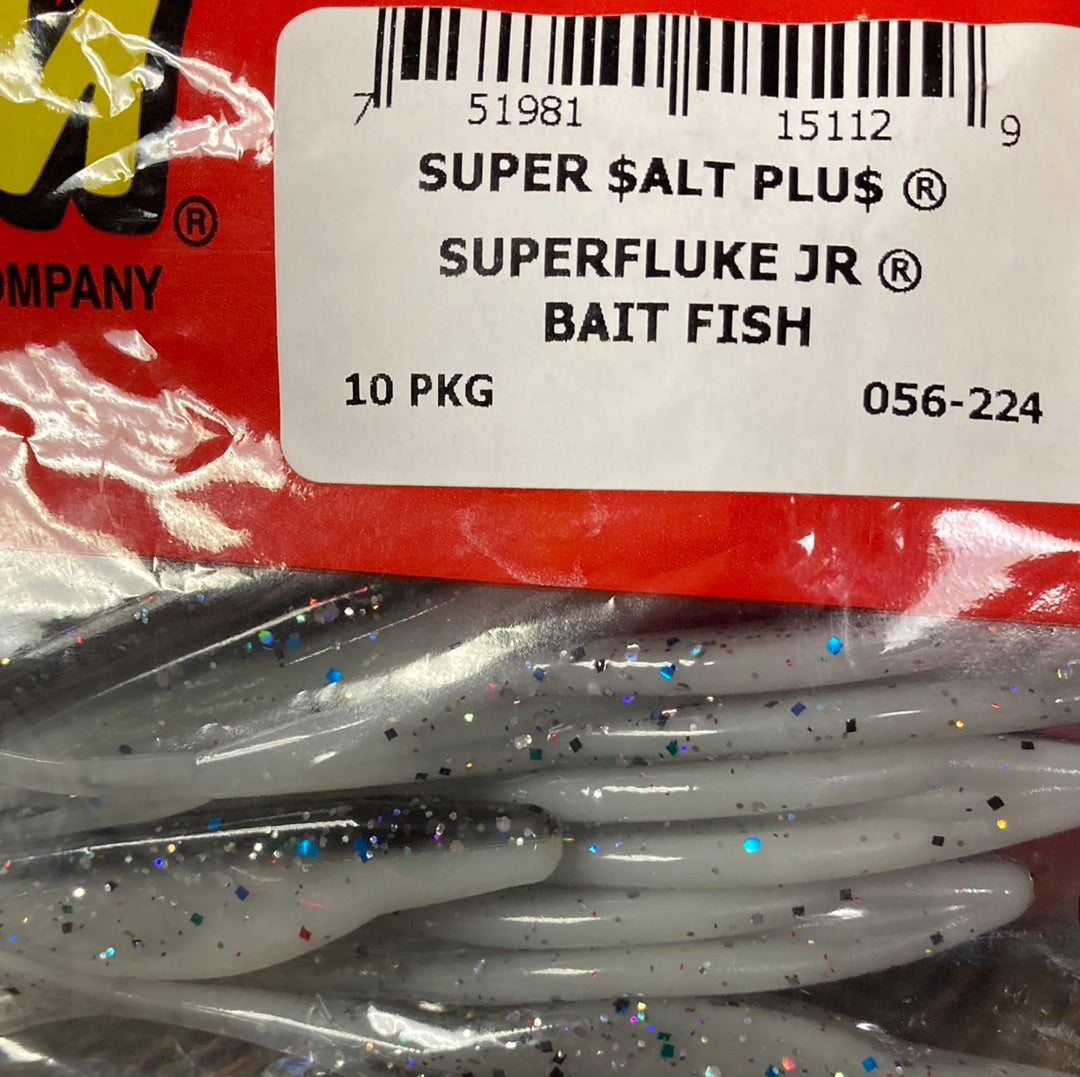 7 51981 15112 9
SUPER $ALT PLU$ ®
SUPERFLUKE JR ®
BAIT FISH
10 PKG 056-224
®
OMPANY